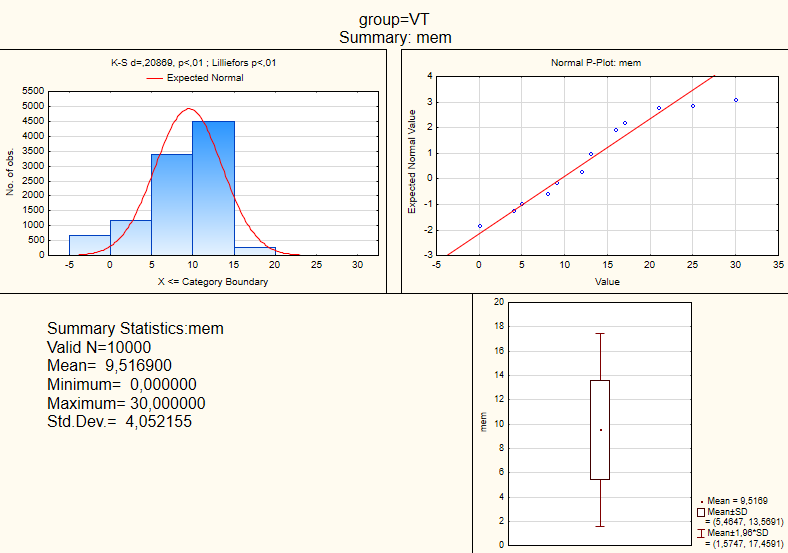 group=VT
Summary: mem
K-S d=,20869, p<,01 ; Lilliefors p<,01
Expected Normal
5500
5000
4500
4000
3500
3000
2500
2000
1500
1000
500
0
No. of obs.
-5 0 5 10 15 20 25 30
X <= Category Boundary
Normal P-Plot: mem
4
3
2
1
0
-1
-2
-3
Expected Normal Value
-5 0 5 10 15 20 25 30 35
Value
Summary Statistics:mem
Valid N=10000
Mean= 9,516900
Minimum= 0,000000
Maximum= 30,000000
Std.Dev.= 4,052155
20
18
16
14
12
10
8
6
4
2
0
mem
Mean = 9,5169
Mean±SD
= (5,4647, 13,5691)
Mean±1,96*SD
= (1,5747, 17,4591)